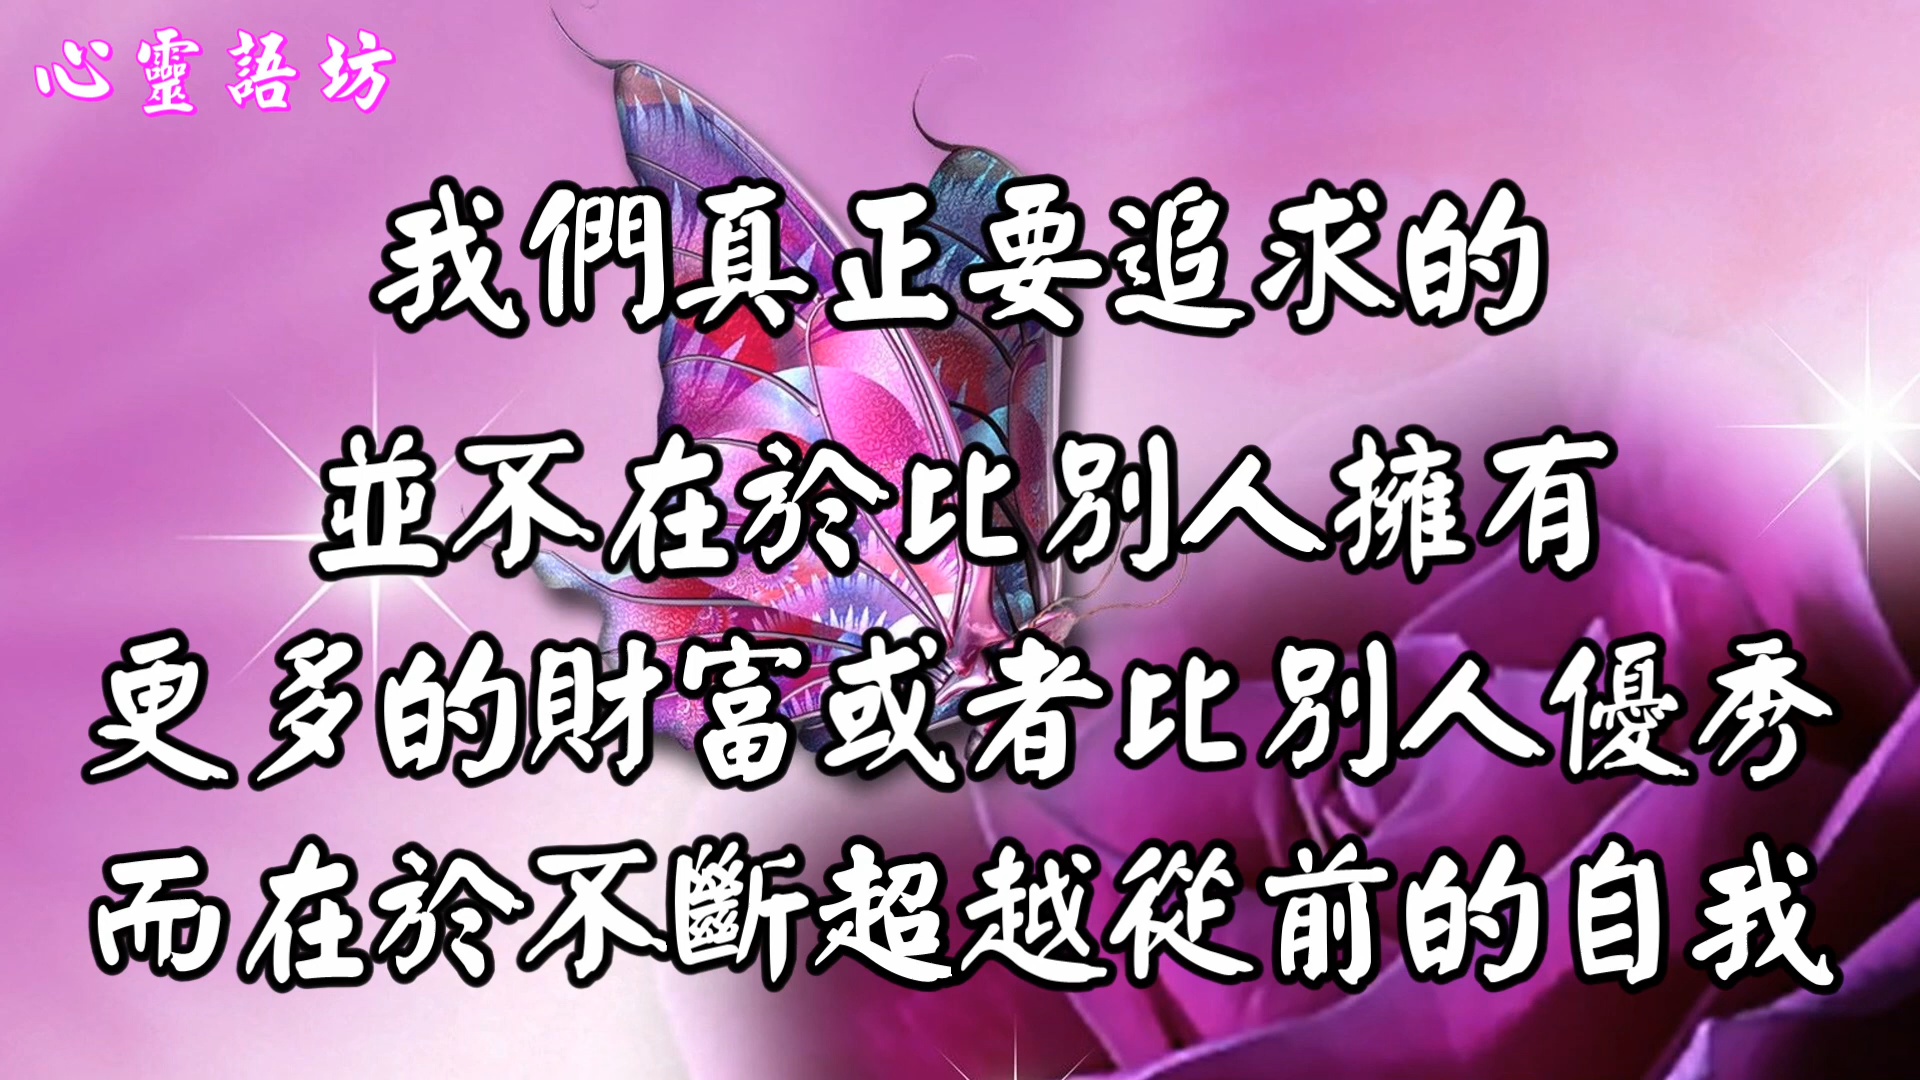 心靈語坊
我們真正要追求的
並不在於比別人擁有
更多的財富或者比別人優秀
而在於不斷超越從前的自我